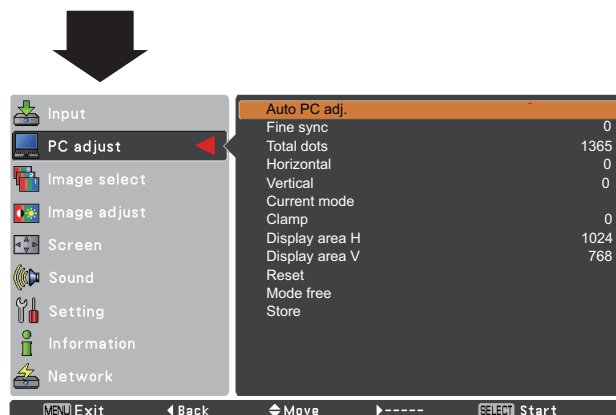 Input
PC adjust
Image select
Image adjust
Screen
Sound
Setting
Information
Network
Auto PC adj.
Fine sync 0
Total dots 1365
Horizontal 0
Vertical 0
Current mode
Clamp 0
Display area H 1024
Display area V 768
Reset
Mode free
Store
MENU Exit ◀Back Move ▶----- SELECT Start